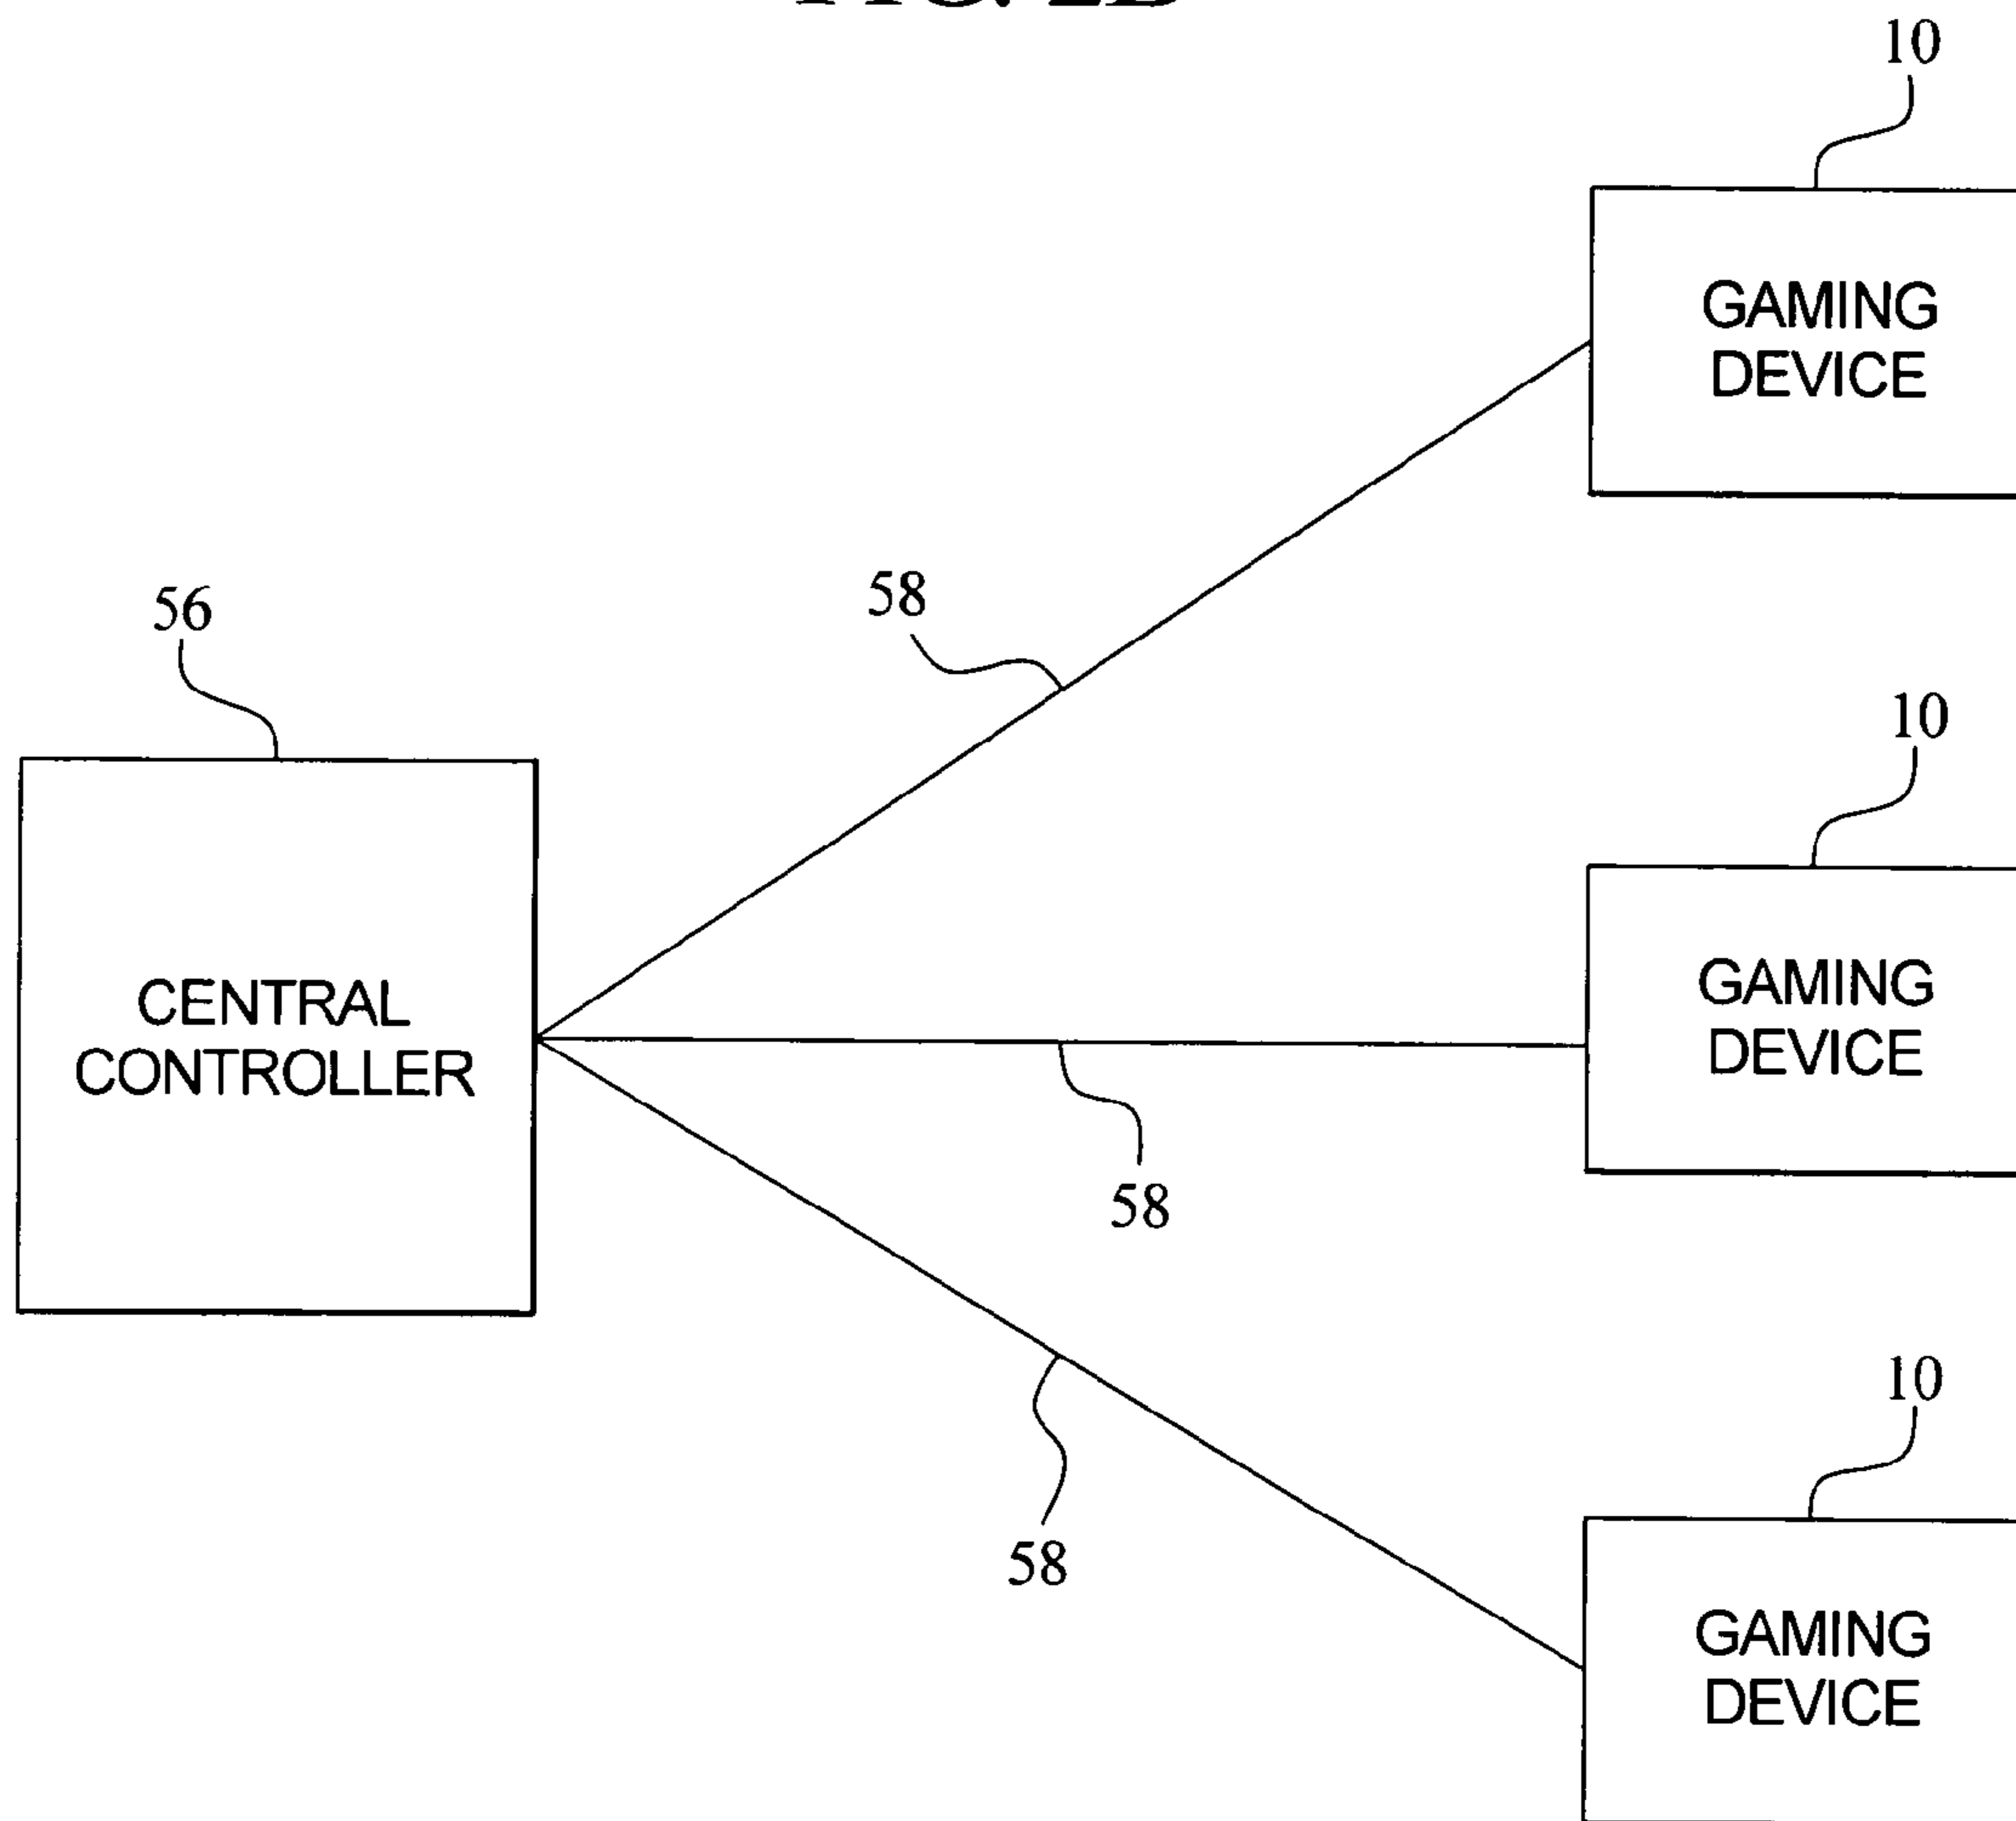 10
GAMING
DEVICE
58
56
10
CENTRAL
CONTROLLER
GAMING
DEVICE
58
10
58
GAMING
DEVICE